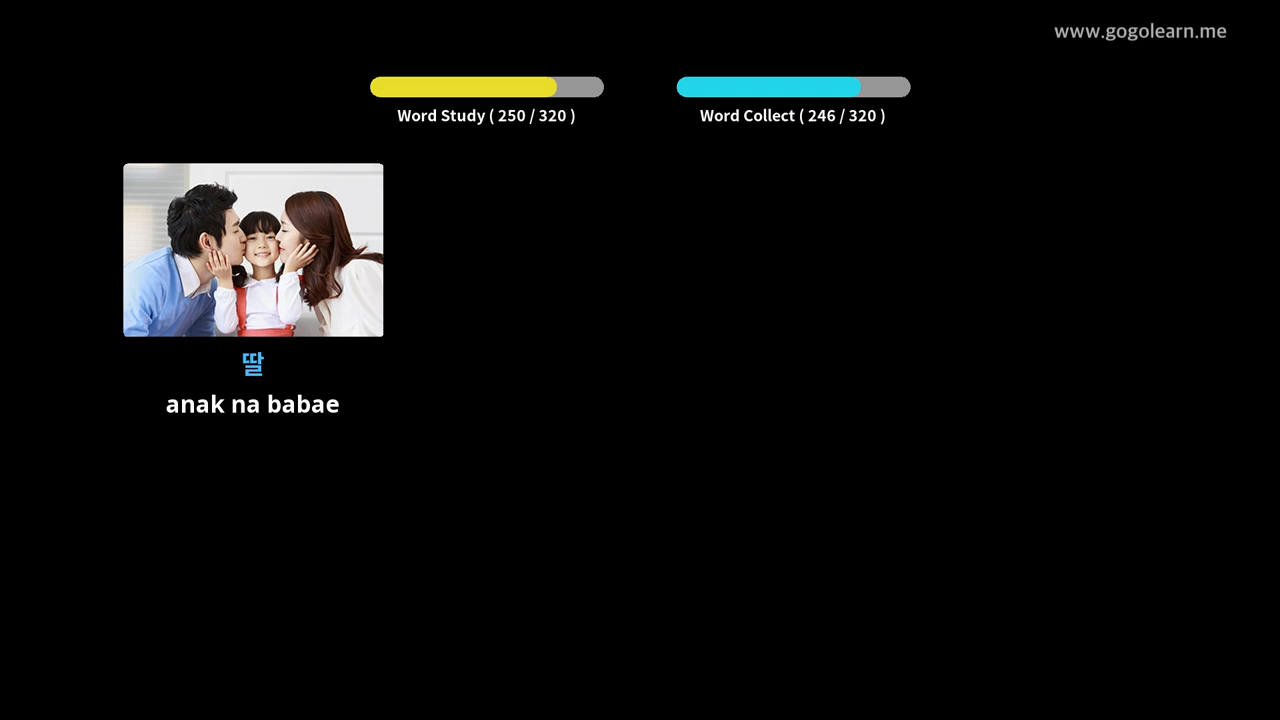 www.gogolearn.me
Word Study ( 250 / 320 )
Word Collect ( 246 / 320 )
딸
anak na babae